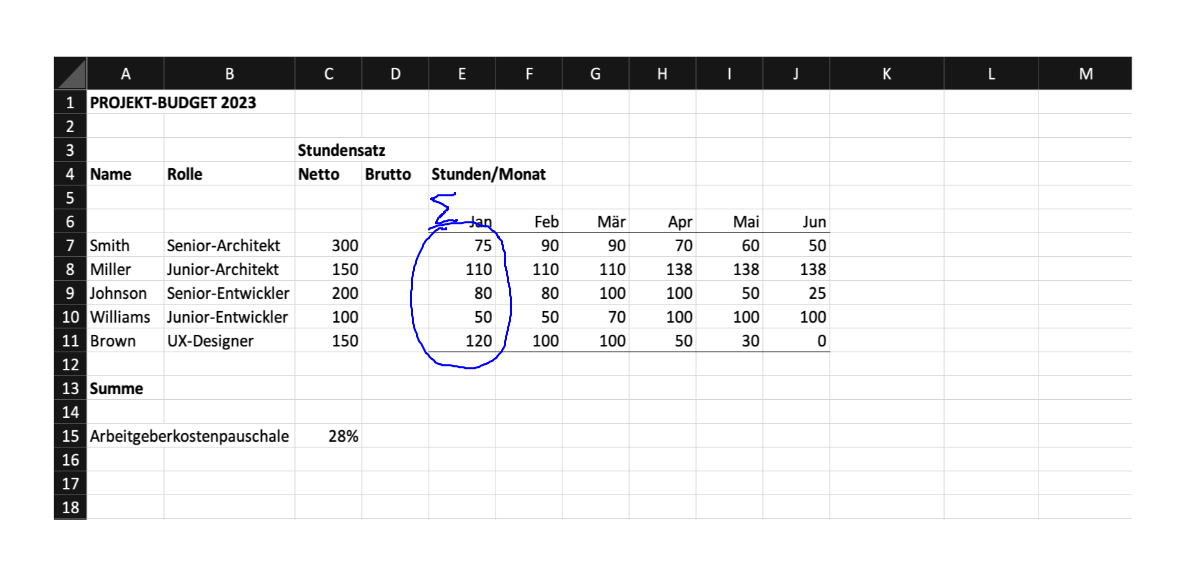 A B C D E F G H I J K L M
1 PROJEKT-BUDGET 2023
2
3 Stundensatz
4 Name Rolle Netto Brutto Stunden/Monat
5 Σ
6 Jan Feb Mär Apr Mai Jun
7 Smith Senior-Architekt 300 75 90 90 70 60 50
8 Miller Junior-Architekt 150 110 110 110 138 138 138
9 Johnson Senior-Entwickler 200 80 80 100 100 50 25
10 Williams Junior-Entwickler 100 50 50 70 100 100 100
11 Brown UX-Designer 150 120 100 100 50 30 0
12
13 Summe
14
15 Arbeitgeberkostenpauschale 28%
16
17
18